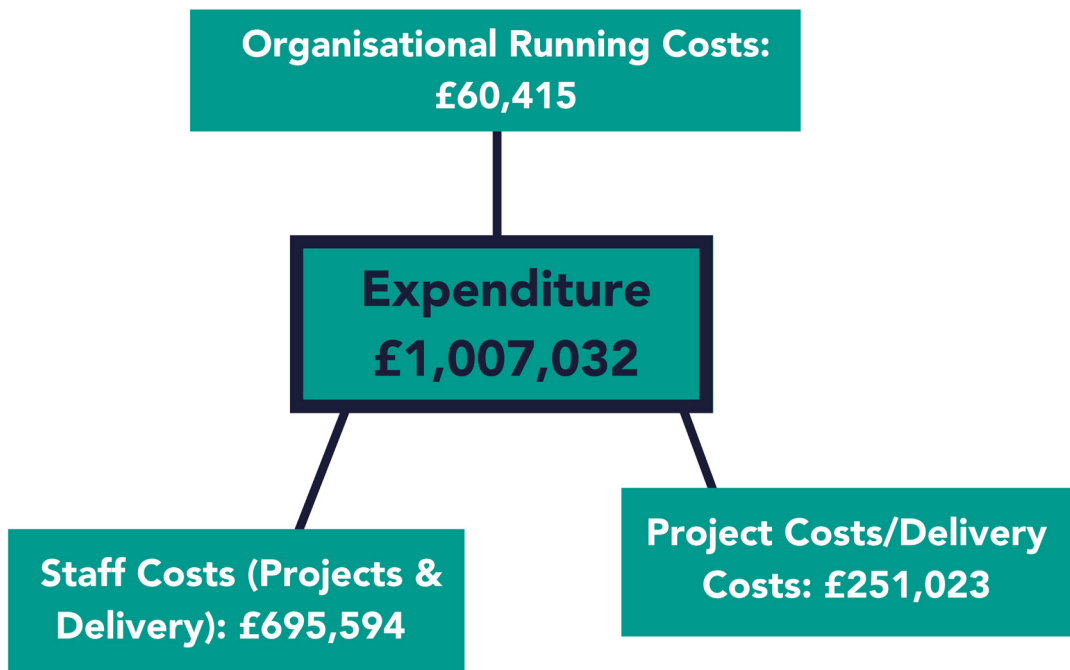 Organisational Running Costs:
£60,415
Expenditure
£1,007,032
Staff Costs (Projects &
Delivery): £695,594
Project Costs/Delivery
Costs: £251,023